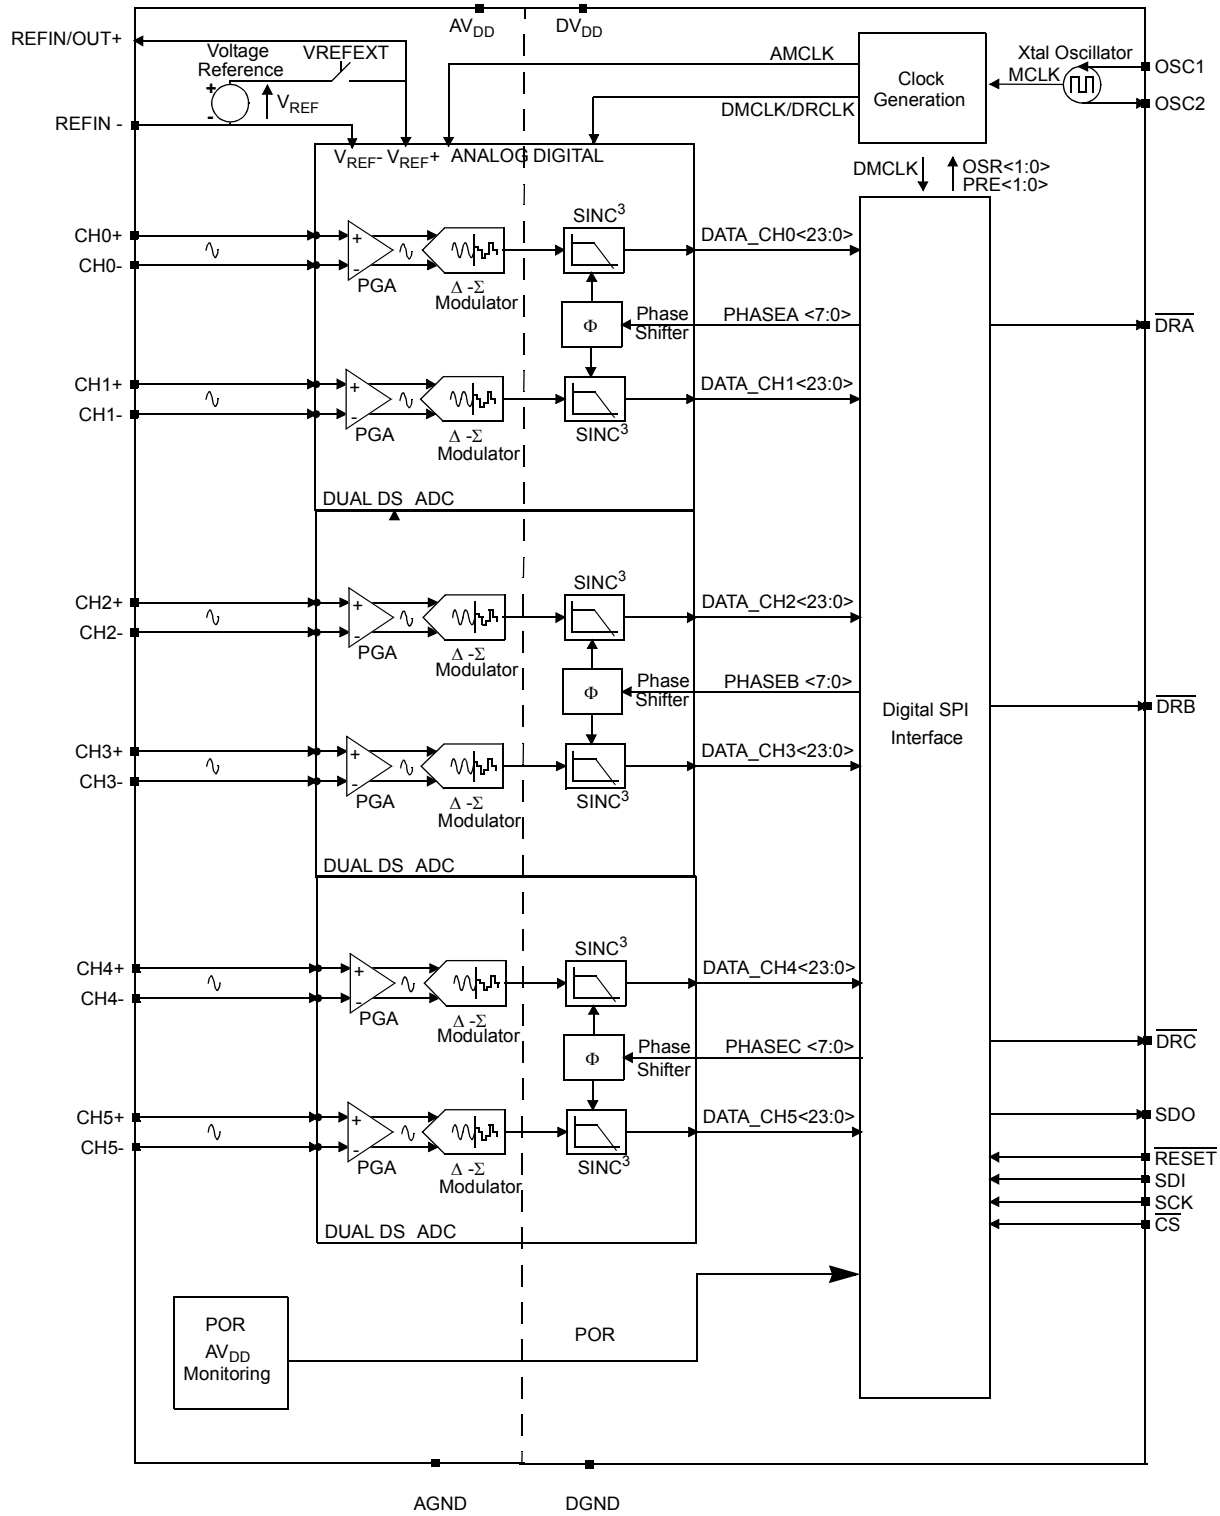 AVDD
DVDD
REFIN/OUT+
Voltage
Reference
VREFEXT
+
-
VREF
REFIN -
AMCLK
DMCLK/DRCLK
Clock
Generation
Xtal Oscillator
MCLK
OSC1
OSC2
VREF- VREF+ ANALOG DIGITAL
DMCLK
OSR<1:0>
PRE<1:0>
CH0+
CH0-
+
-
PGA
Δ -Σ
Modulator
SINC3
DATA_CH0<23:0>
Φ
Phase
Shifter
PHASEA <7:0>
DRA
CH1+
CH1-
+
-
PGA
Δ -Σ
Modulator
SINC3
DATA_CH1<23:0>
DUAL DS ADC
CH2+
CH2-
+
-
PGA
Δ -Σ
Modulator
SINC3
DATA_CH2<23:0>
Φ
Phase
Shifter
PHASEB <7:0>
Digital SPI
Interface
DRB
CH3+
CH3-
+
-
PGA
Δ -Σ
Modulator
SINC3
DATA_CH3<23:0>
DUAL DS ADC
CH4+
CH4-
+
-
PGA
Δ -Σ
Modulator
SINC3
DATA_CH4<23:0>
Φ
Phase
Shifter
PHASEC <7:0>
DRC
CH5+
CH5-
+
-
PGA
Δ -Σ
Modulator
SINC3
DATA_CH5<23:0>
SDO
RESET
SDI
SCK
CS
DUAL DS ADC
POR
AVDD
Monitoring
POR
AGND
DGND